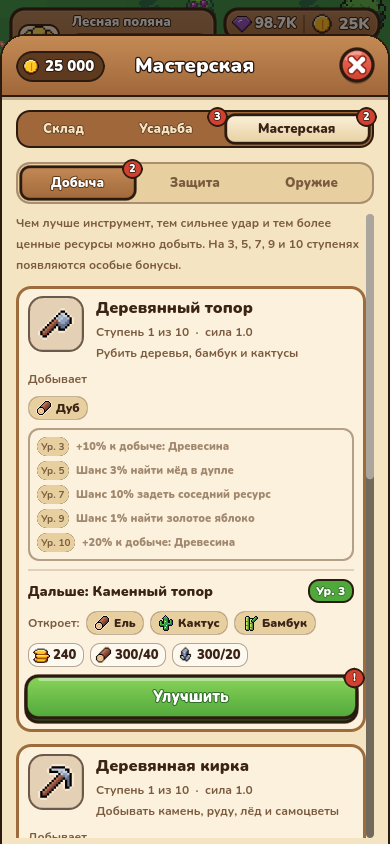 Лесная поляна
98.7K
25K
25 000
Мастерская
Склад
Усадьба
3
Мастерская
2
Добыча
2
Защита
Оружие
Чем лучше инструмент, тем сильнее удар и тем более
ценные ресурсы можно добыть. На 3, 5, 7, 9 и 10 ступенях
появляются особые бонусы.
Деревянный топор
Ступень 1 из 10 · сила 1.0
Рубить деревья, бамбук и кактусы
Добывает
Дуб
Ур. 3 +10% к добыче: Древесина
Ур. 5 Шанс 3% найти мёд в дупле
Ур. 7 Шанс 10% задеть соседний ресурс
Ур. 9 Шанс 1% найти золотое яблоко
Ур. 10 +20% к добыче: Древесина
Дальше: Каменный топор
Ур. 3
Откроет: Ель Кактус Бамбук
240 300/40 300/20
Улучшить
!
Деревянная кирка
Ступень 1 из 10 · сила 1.0
Добывать камень, руду, лёд и самоцветы
Добывает